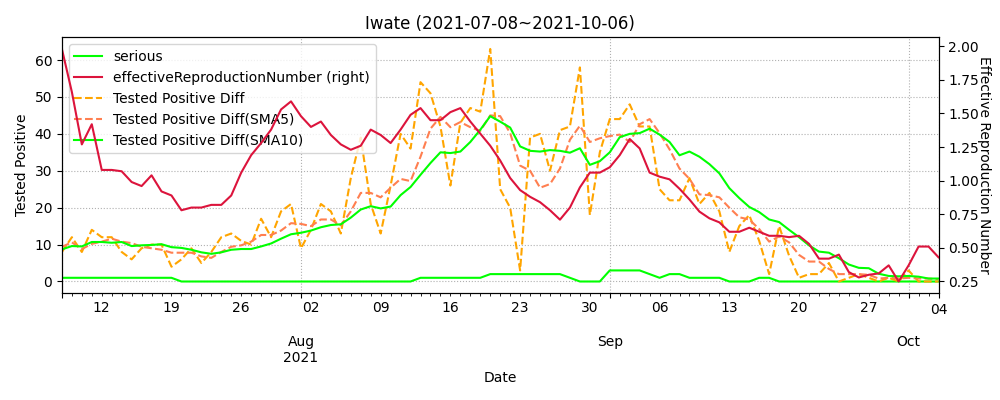 Iwate (2021-07-08~2021-10-06)
serious
effectiveReproductionNumber (right)
Tested Positive Diff
Tested Positive Diff(SMA5)
Tested Positive Diff(SMA10)
Tested Positive
60
50
40
30
20
10
0
2.00
1.75
1.50
1.25
1.00
0.75
0.50
0.25
Effective Reproduction Number
12 19 26 02 09 16 23 30 06 13 20 27 04
Aug Sep Oct
2021
Date